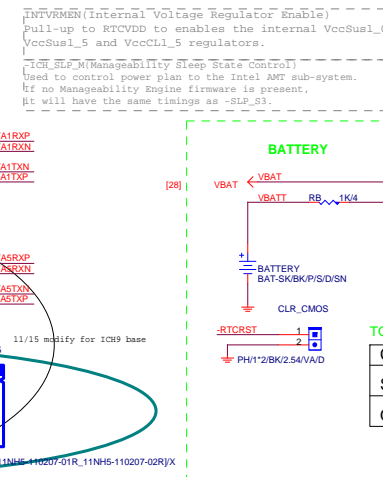 INTVRMEN(Internal Voltage Regulator Enable)
Pull-up to RTCVDD to enables the internal VccSus1_0
VccSus1_5 and VccCL1_5 regulators.
-ICH_SLP_M(Manageability Sleep State Control)
Used to control power plan to the Intel AMT sub-system.
If no Manageability Engine firmware is present,
it will have the same timings as -SLP_S3.
A1RXP
A1RXN
A1TXN
A1TXP
BATTERY
[28]
VBAT
VBAT
VBATT
RB
1K/4
A5RXP
A5RXN
A5TXN
A5TXP
+
BATTERY
BAT-SK/BK/P/S/D/SN
CLR_CMOS
-RTCRST
1
2
PH/1*2/BK/2.54/VA/D
11/15 modify for ICH9 base
11NH5-110207-01R_11NH5-110207-02R]/X